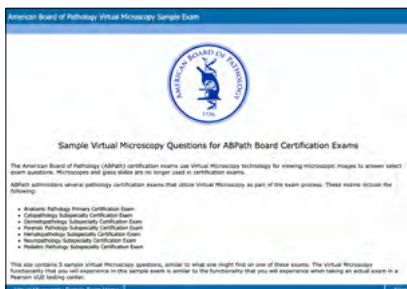 American Board of Pathology Virtual Microscopy Sample Exam
AMERICAN BOARD OF PATHOLOGY
1936
Sample Virtual Microscopy Questions for ABPath Board Certification Exams
The American Board of Pathology (ABPath) certification exams use Virtual Microscopy technology for viewing microscopic images to answer select
exam questions. Microscopes and glass slides are no longer used in certification exams.
ABPath administers several pathology certification exams that utilize Virtual Microscopy as part of the exam process. These exams include the
following:
Anatomic Pathology Primary Certification Exam
Cytopathology Subspecialty Certification Exam
Dermatopathology Subspecialty Certification Exam
Forensic Pathology Subspecialty Certification Exam
Hematopathology Subspecialty Certification Exam
Neuropathology Subspecialty Certification Exam
Pediatric Pathology Subspecialty Certification Exam
This site contains 5 sample Virtual Microscopy questions, similar to what one might find on one of these exams. The Virtual Microscopy
functionality that you will experience in this sample exam is similar to the functionality that you will experience when taking an actual exam in a
Pearson VUE testing center.